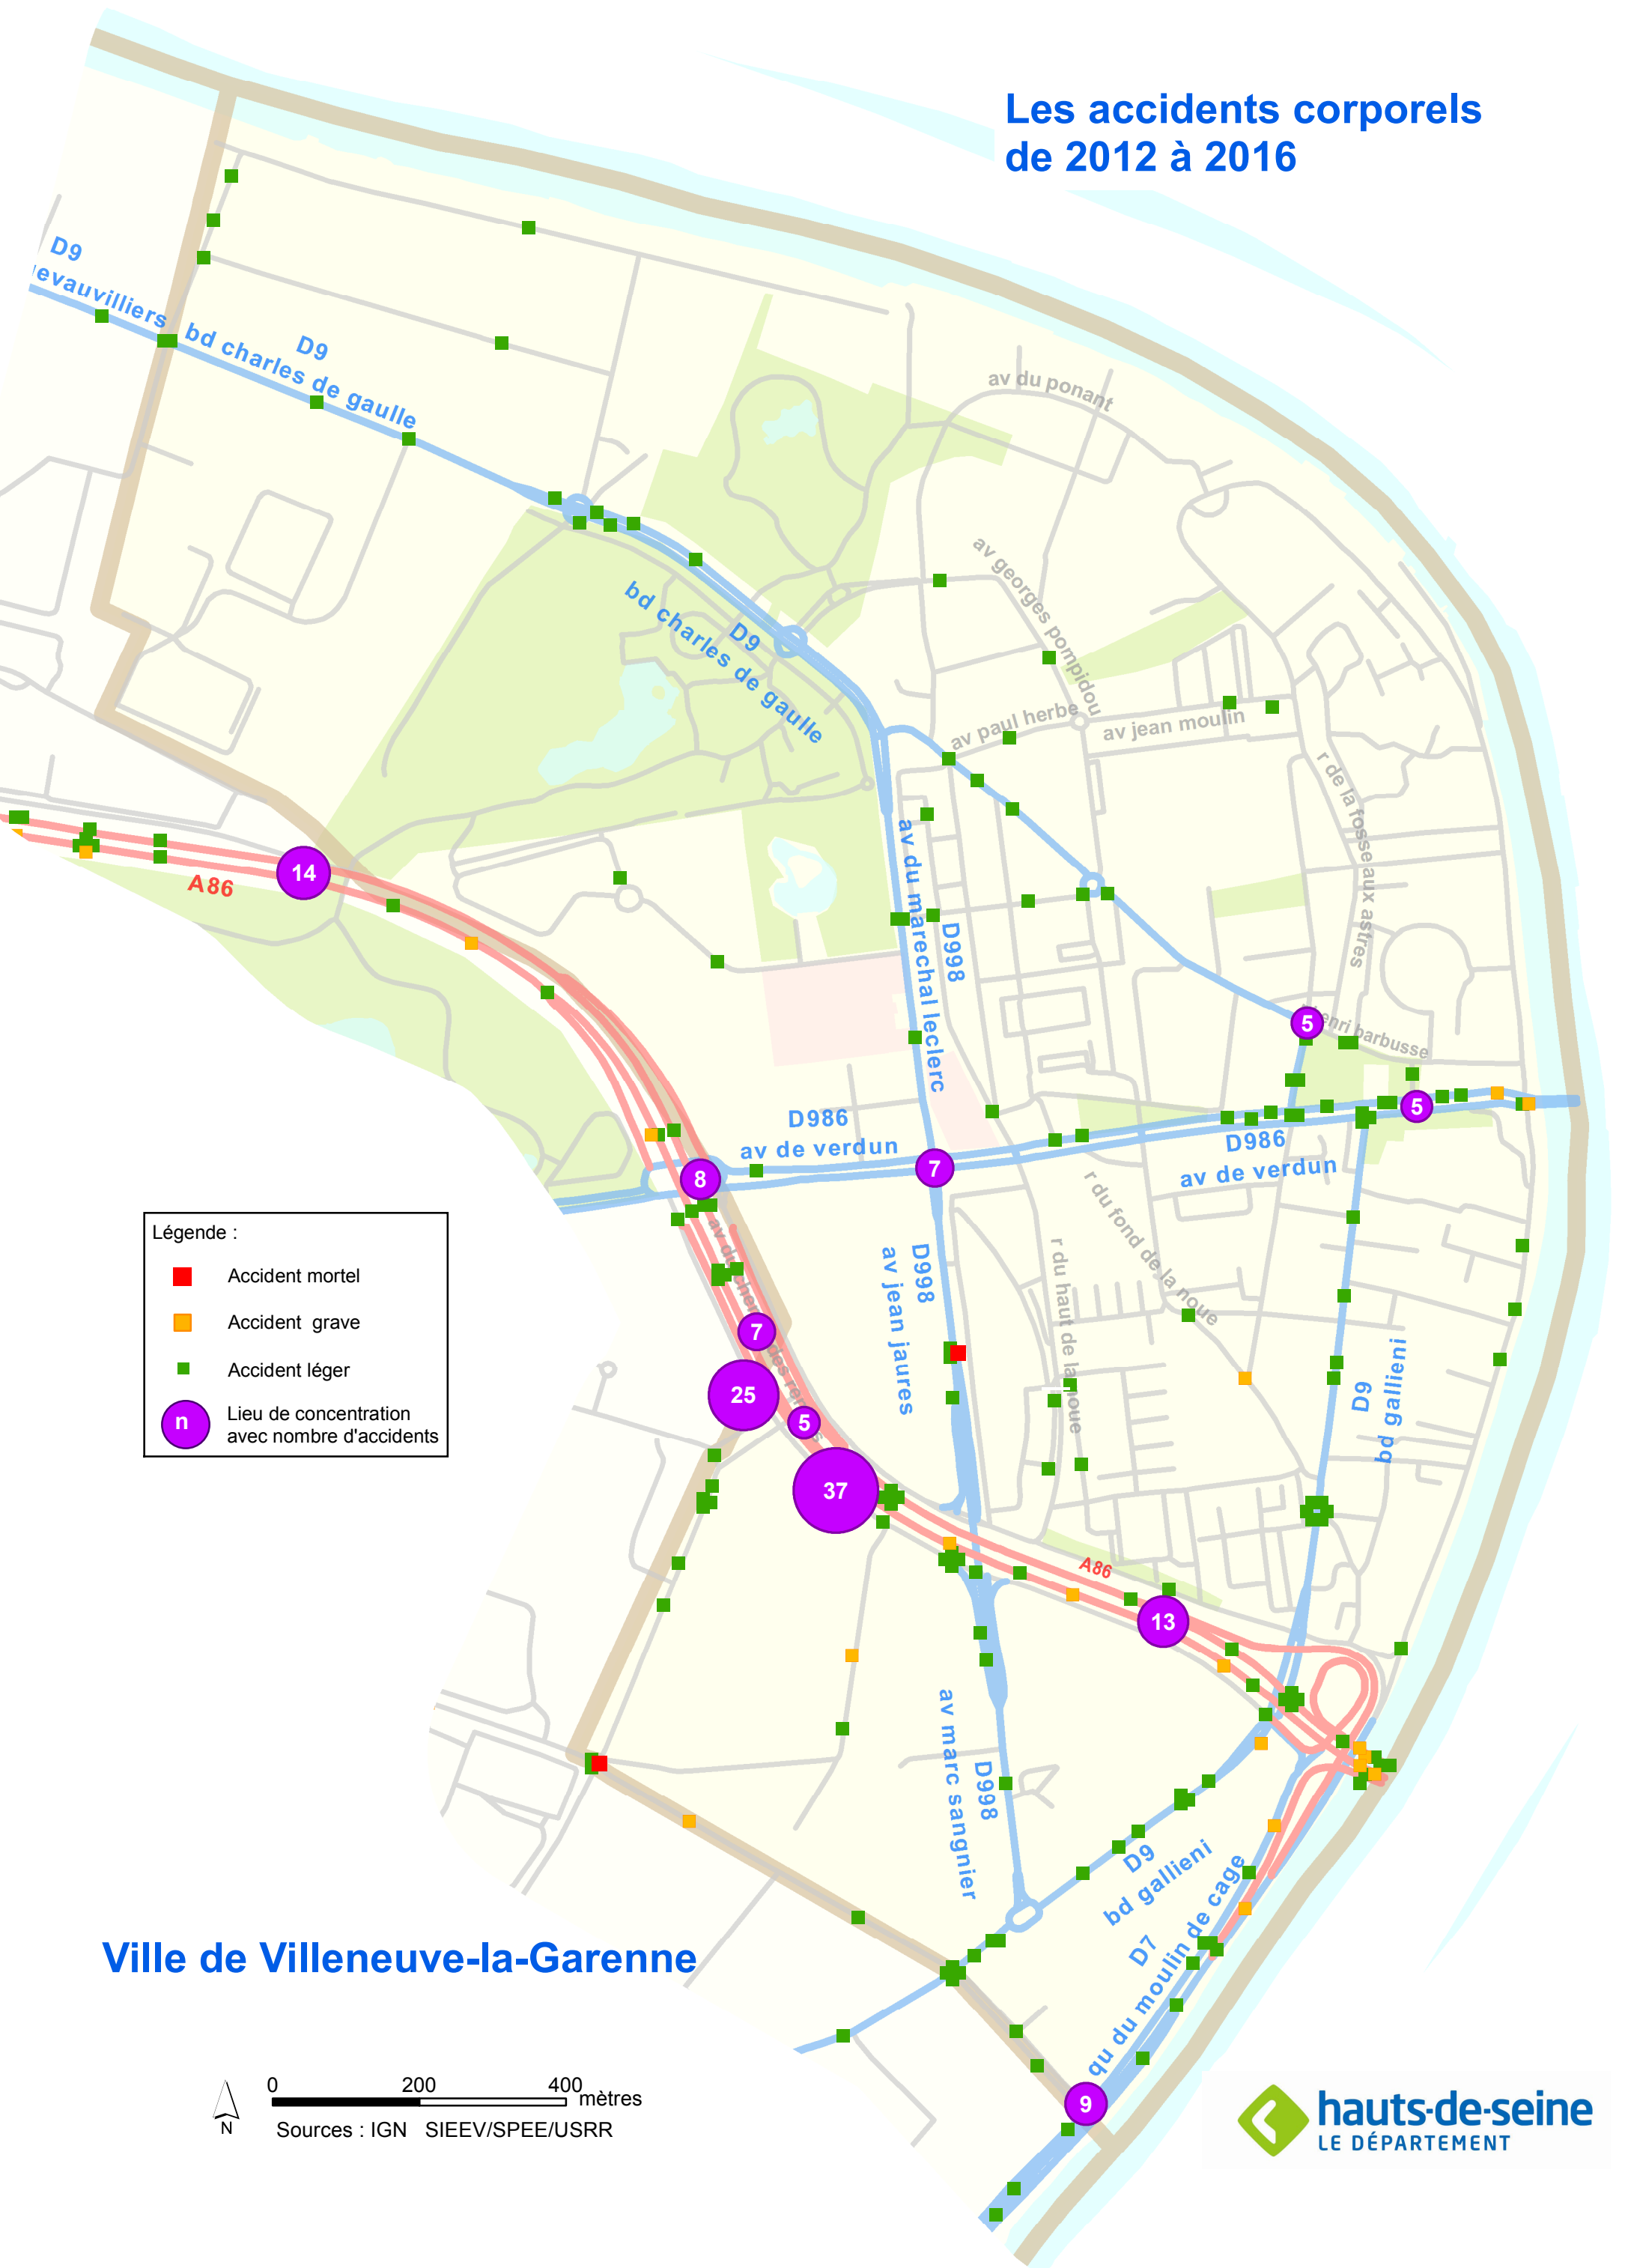 Les accidents corporels
de 2012 à 2016
D9
evauvilliers
bd charles de gaulle
D9
av du ponant
av georges pompidou
bd charles de gaulle
D9
av paul herbe
av jean moulin
r de la fosse aux astres
A86
14
av du marechal leclerc
D998
5
henri barbusse
5
D986
av de verdun
7
8
D986
av de verdun
r du fond de la noue
r du haut de la noue
D998
av jean jaures
Légende :
Accident mortel
Accident grave
Accident léger
n
Lieu de concentration
avec nombre d'accidents
7
25
5
37
D9
bd gallieni
A86
13
av marc sangnier
D998
D9
bd gallieni
D7
qu du moulin de cage
9
Ville de Villeneuve-la-Garenne
0 200 400 mètres
N
Sources : IGN SIEEV/SPEE/USRR
hauts-de-seine
LE DÉPARTEMENT